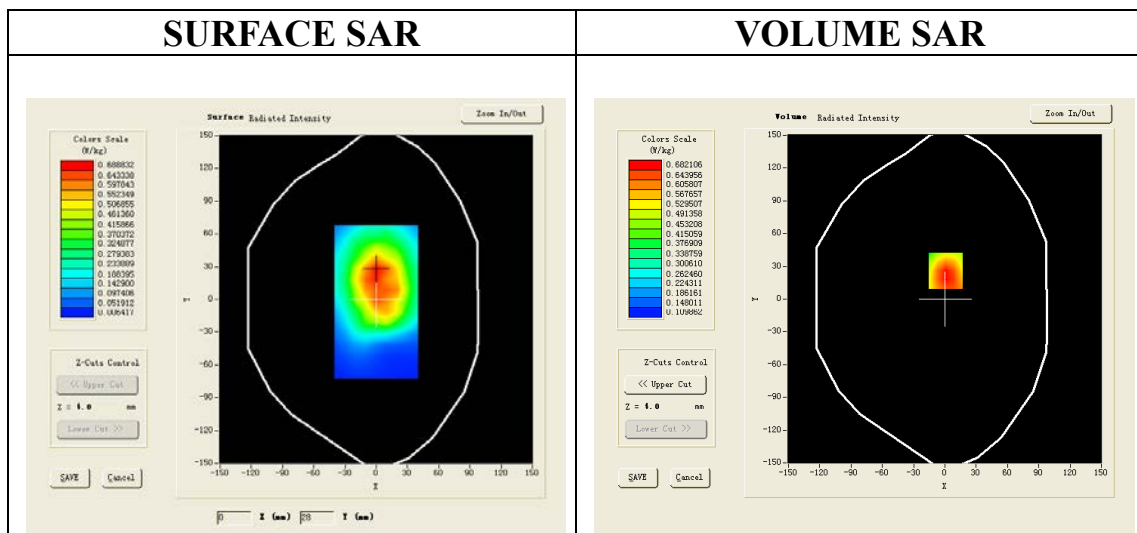 SURFACE SAR
VOLUME SAR
Surface Radiated Intensity
Zoom In/Out
Colors Scale
(W/kg)
0.688832
0.643338
0.597843
0.552349
0.506855
0.461360
0.415866
0.370372
0.324877
0.279383
0.233889
0.188395
0.142900
0.097406
0.051912
0.006417
150
120
90
60
30
0
-30
-60
-90
-120
-150
Y
-150 -120 -90 -60 -30 0 30 60 90 120 150
X
Z-Cuts Control
<< Upper Cut
Z = 4.0 mm
Lower Cut >>
SAVE Cancel
0 X (mm) 28 Y (mm)
Volume Radiated Intensity
Zoom In/Out
Colors Scale
(W/kg)
0.682106
0.643956
0.605807
0.567657
0.529507
0.491358
0.453208
0.415059
0.376909
0.338759
0.300610
0.262460
0.224311
0.186161
0.148011
0.109862
150
120
90
60
30
0
-30
-60
-90
-120
-150
Y
-150 -120 -90 -60 -30 0 30 60 90 120 150
X
Z-Cuts Control
<< Upper Cut
Z = 4.0 mm
Lower Cut >>
SAVE Cancel